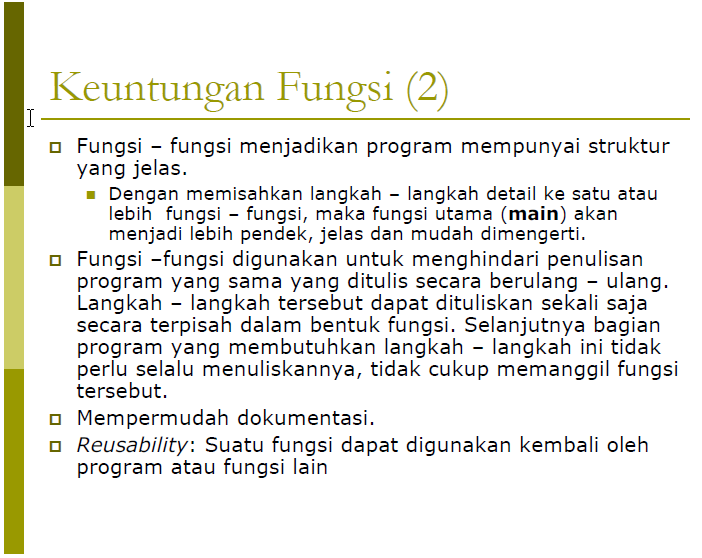 Keuntungan Fungsi (2)
Fungsi – fungsi menjadikan program mempunyai struktur
yang jelas.
Dengan memisahkan langkah – langkah detail ke satu atau
lebih fungsi – fungsi, maka fungsi utama (main) akan
menjadi lebih pendek, jelas dan mudah dimengerti.
Fungsi –fungsi digunakan untuk menghindari penulisan
program yang sama yang ditulis secara berulang – ulang.
Langkah – langkah tersebut dapat dituliskan sekali saja
secara terpisah dalam bentuk fungsi. Selanjutnya bagian
program yang membutuhkan langkah – langkah ini tidak
perlu selalu menuliskannya, tidak cukup memanggil fungsi
tersebut.
Mempermudah dokumentasi.
Reusability: Suatu fungsi dapat digunakan kembali oleh
program atau fungsi lain